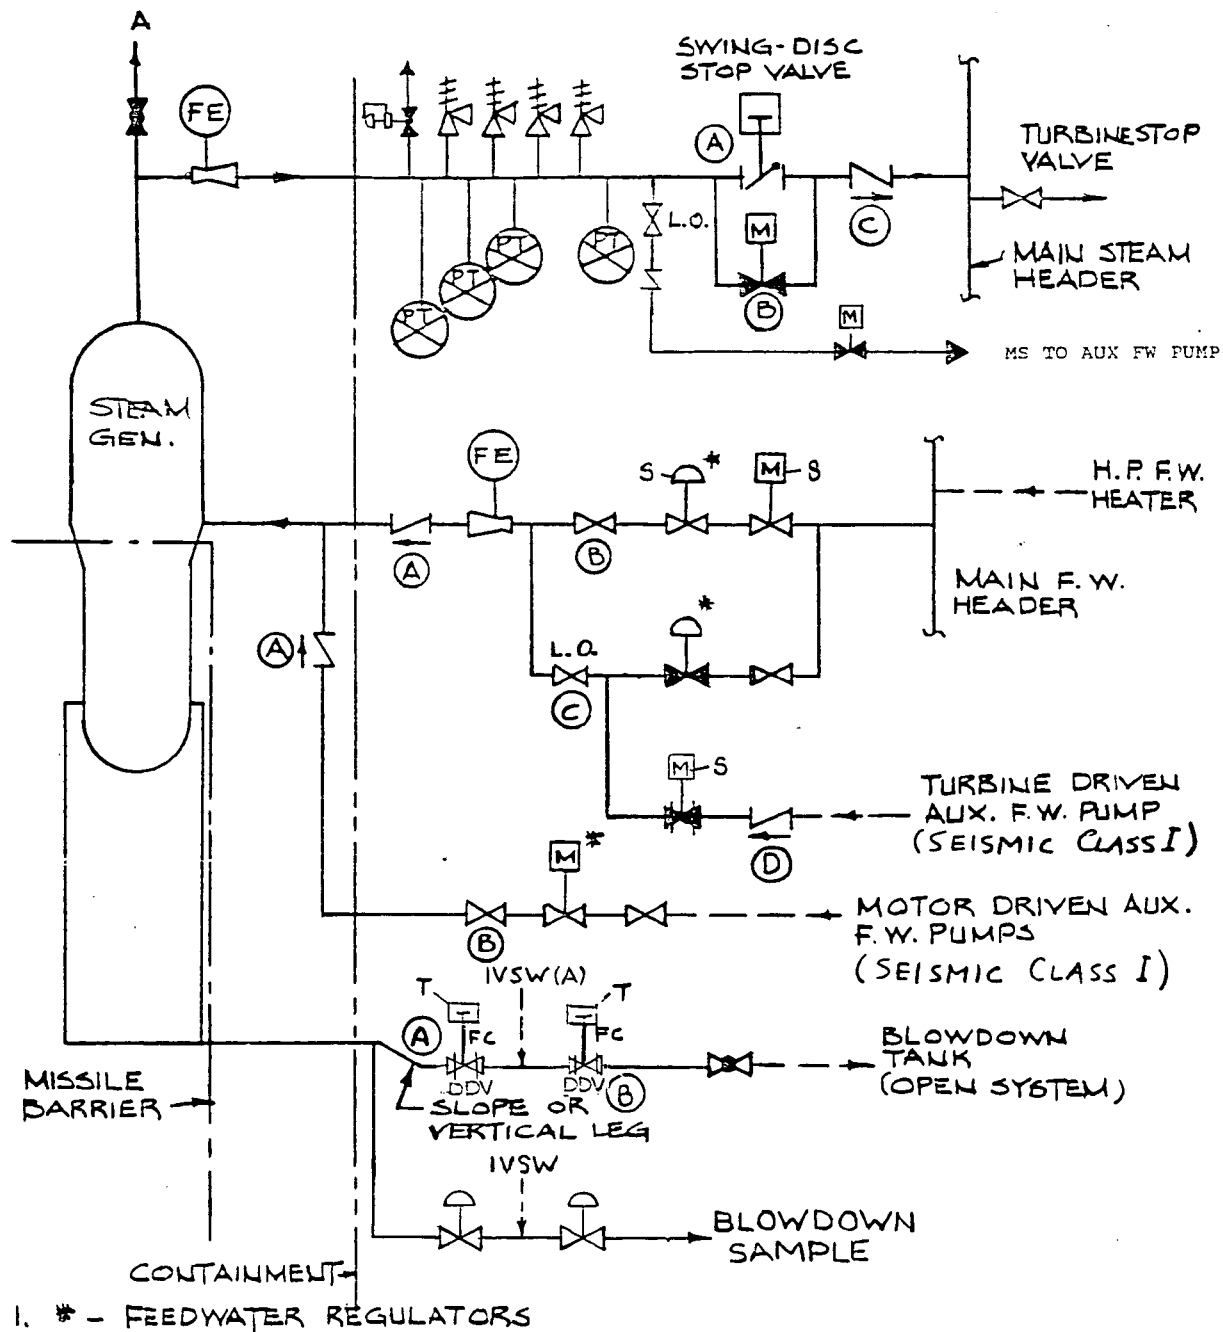 A
FE
SWING-DISC
STOP VALVE
A
T
TURBINE STOP
VALVE
L.O.
M
C
PT
PT
PT
PT
B
MAIN STEAM
HEADER
M
MS TO AUX FW PUMP
STEAM
GEN.
FE
S
*
M
S
H.P. F.W.
HEATER
A
B
MAIN F.W.
HEADER
*
A
L.O.
C
M
S
TURBINE DRIVEN
AUX. F.W. PUMP
(SEISMIC CLASS I)
D
M
*
MOTOR DRIVEN AUX.
F.W. PUMPS
(SEISMIC CLASS I)
B
IVSW (A)
T
T
T
T
A
FC
FC
BLOWDOWN
TANK
(OPEN SYSTEM)
DDV
DDV
B
MISSILE
BARRIER
SLOPE OR
VERTICAL LEG
IVSW
BLOWDOWN
SAMPLE
CONTAINMENT
1. * - FEEDWATER REGULATORS